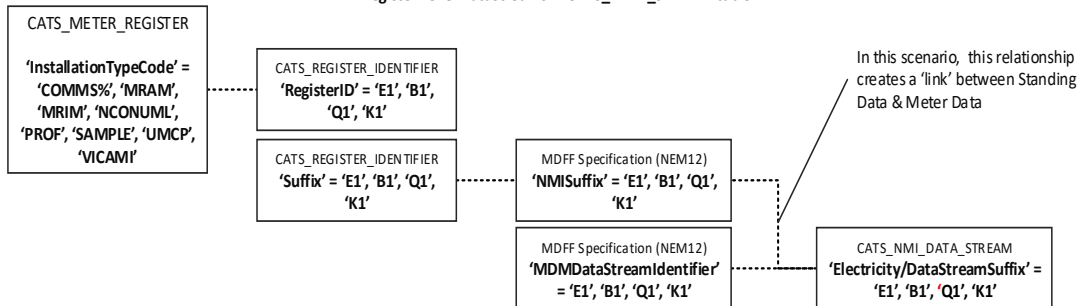 CATS_METER_REGISTER
‘InstallationTypeCode’ =
‘COMMS%’, ‘MRAM’,
‘MRIM’, ‘NCONUML’,
‘PROF’, ‘SAMPLE’, ‘UMCP’,
‘VICAMI’
CATS_REGISTER_IDENTIFIER
‘RegisterID’ = ‘E1’, ‘B1’,
‘Q1’, ‘K1’
CATS_REGISTER_IDENTIFIER
‘Suffix’ = ‘E1’, ‘B1’, ‘Q1’,
‘K1’
MDFF Specification (NEM12)
‘NMISuffix’ = ‘E1’, ‘B1’, ‘Q1’,
‘K1’
MDFF Specification (NEM12)
‘MDMDataStreamIdentifier’
= ‘E1’, ‘B1’, ‘Q1’, ‘K1’
In this scenario, this relationship
creates a ‘link’ between Standing
Data & Meter Data
CATS_NMI_DATA_STREAM
‘Electricity/DataStreamSuffix’ =
‘E1’, ‘B1’, ‘Q1’, ‘K1’